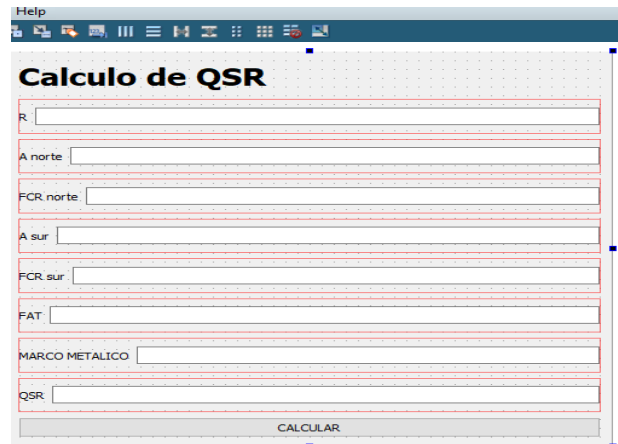 Help
Calculo de QSR
R
A norte
FCR norte
A sur
FCR sur
FAT
MARCO METALICO
QSR
CALCULAR